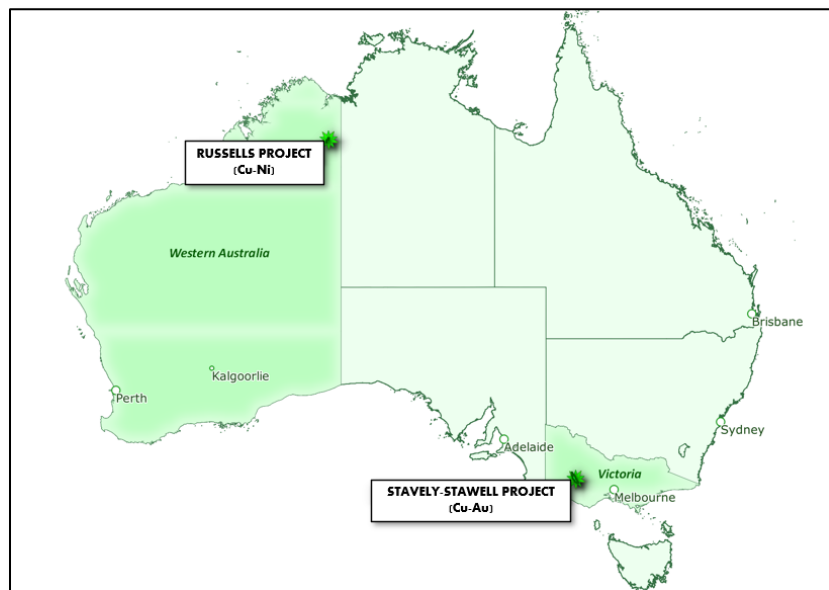 RUSSELLS PROJECT
(Cu-Ni)
Western Australia
Brisbane
Kalgoorlie
Perth
Sydney
Adelaide
Victoria
STAVELY-STAWELL PROJECT
(Cu-Au)
Melbourne